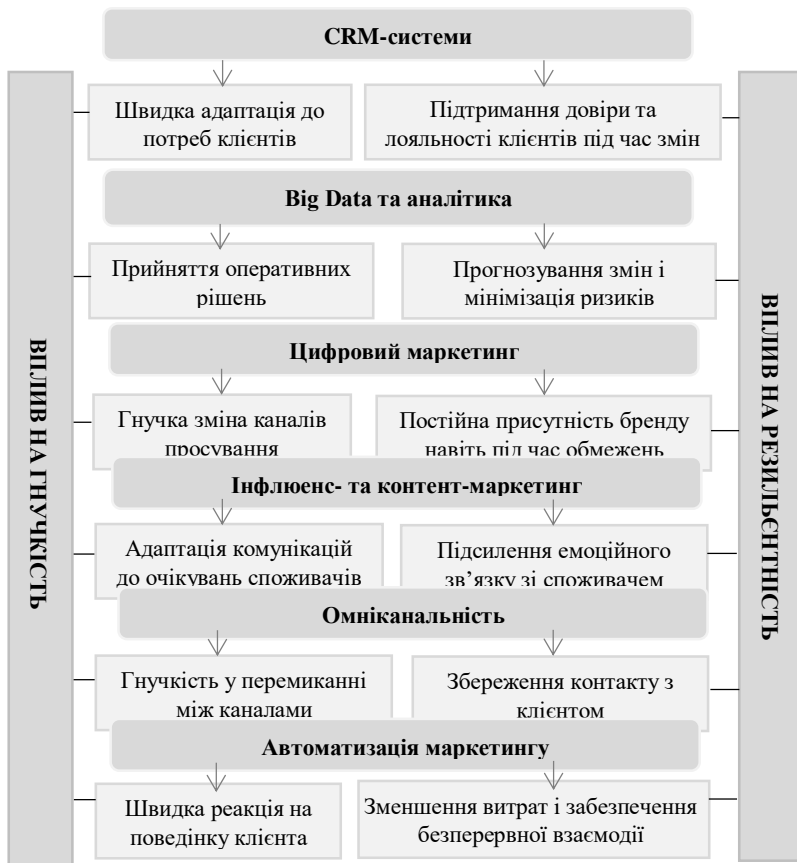 CRM-системи
Швидка адаптація до
потреб клієнтів
Підтримання довіри та
лояльності клієнтів під час змін
Big Data та аналітика
Прийняття оперативних
рішень
Прогнозування змін і
мінімізація ризиків
Цифровий маркетинг
Гнучка зміна каналів
просування
Постійна присутність бренду
навіть під час обмежень
Інфлюенс- та контент-маркетинг
Адаптація комунікацій
до очікувань споживачів
Підсилення емоційного
зв’язку зі споживачем
Омніканальність
Гнучкість у перемиканні
між каналами
Збереження контакту з
клієнтом
Автоматизація маркетингу
Швидка реакція на
поведінку клієнта
Зменшення витрат і забезпечення
безперервної взаємодії
ВПЛИВ НА ГНУЧКІСТЬ
ВПЛИВ НА РЕЗИЛЬЄНТНІСТЬ